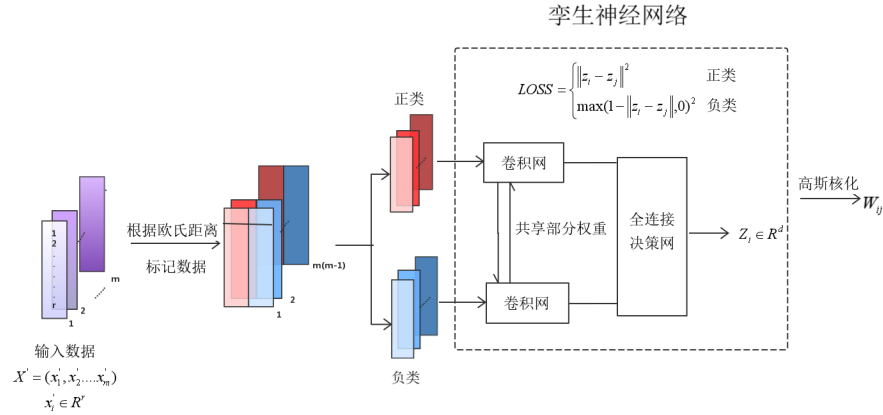 孪生神经网络
LOSS = { ||z_i − z_j||² 正类
max(1−||z_i − z_j||,0)² 负类
正类
卷积网
高斯核化
W_ij
根据欧氏距离
标记数据
共享部分权重
全连接
决策网
Z_i ∈ R^d
1
2
r
m
1
2
m(m-1)
1
2
卷积网
输入数据
X' = (x'_1, x'_2....x'_m)
x'_i ∈ R^r
负类